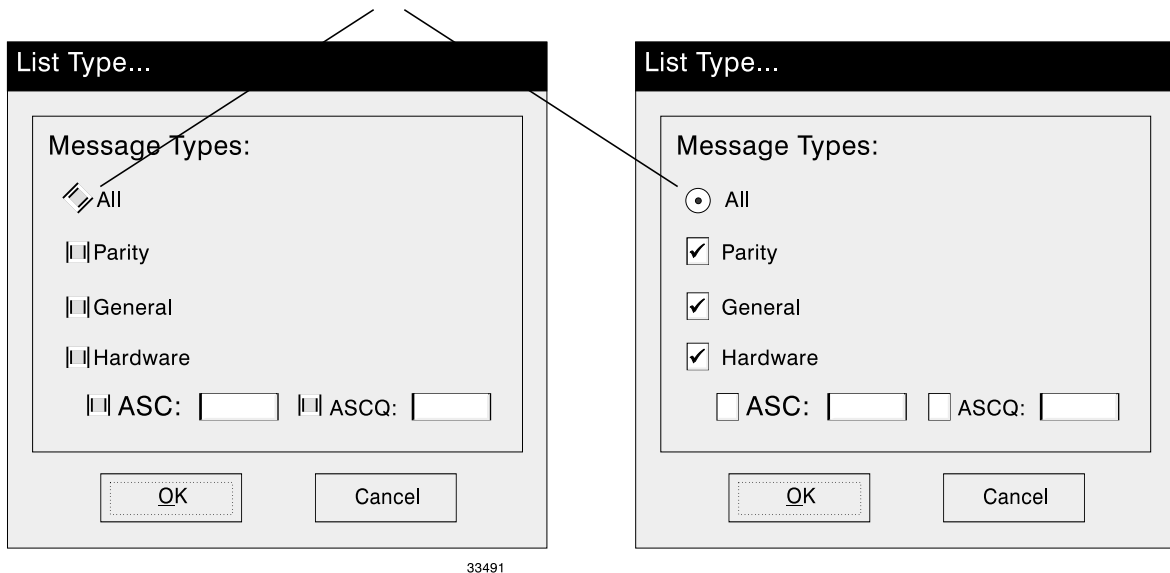 List Type...
Message Types:
All
Parity
General
Hardware
ASC: ASCQ:
OK Cancel
List Type...
Message Types:
All
Parity
General
Hardware
ASC: ASCQ:
OK Cancel
33491